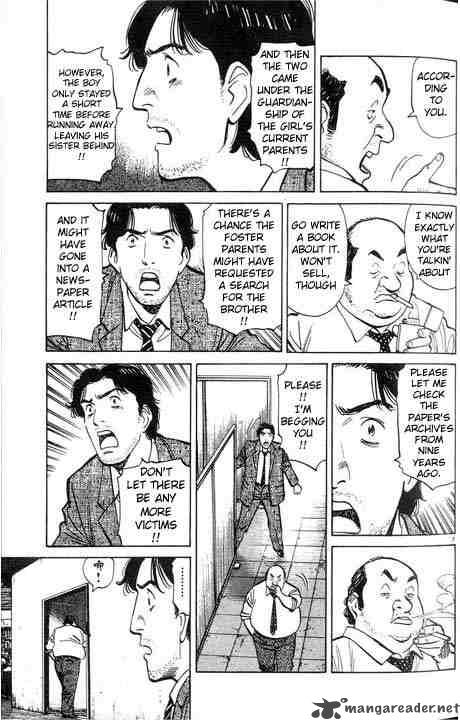 ACCOR-
DING
TO YOU.
AND THEN
THE TWO
CAME
UNDER THE
GUARDIAN-
SHIP OF
THE GIRL'S
CURRENT
PARENTS
!!
HOWEVER,
THE BOY
ONLY STAYED
A SHORT
TIME BEFORE
RUNNING AWAY,
LEAVING HIS
SISTER BEHIND
!!
I KNOW
EXACTLY
WHAT
YOU'RE
TALKIN'
ABOUT
GO WRITE
A BOOK
ABOUT IT.
WON'T
SELL,
THOUGH
THERE'S A
CHANCE THE
FOSTER
PARENTS
MIGHT HAVE
REQUESTED
A SEARCH
FOR THE
BROTHER
!!
AND IT
MIGHT
HAVE
GONE
INTO A
NEWS-
PAPER
ARTICLE
!!
PLEASE
LET ME
CHECK
THE
PAPER'S
ARCHIVES
FROM
NINE
YEARS
AGO.
PLEASE
!!
I'M
BEGGING
YOU !!
DON'T
LET THERE
BE ANY
MORE
VICTIMS
mangareader.net